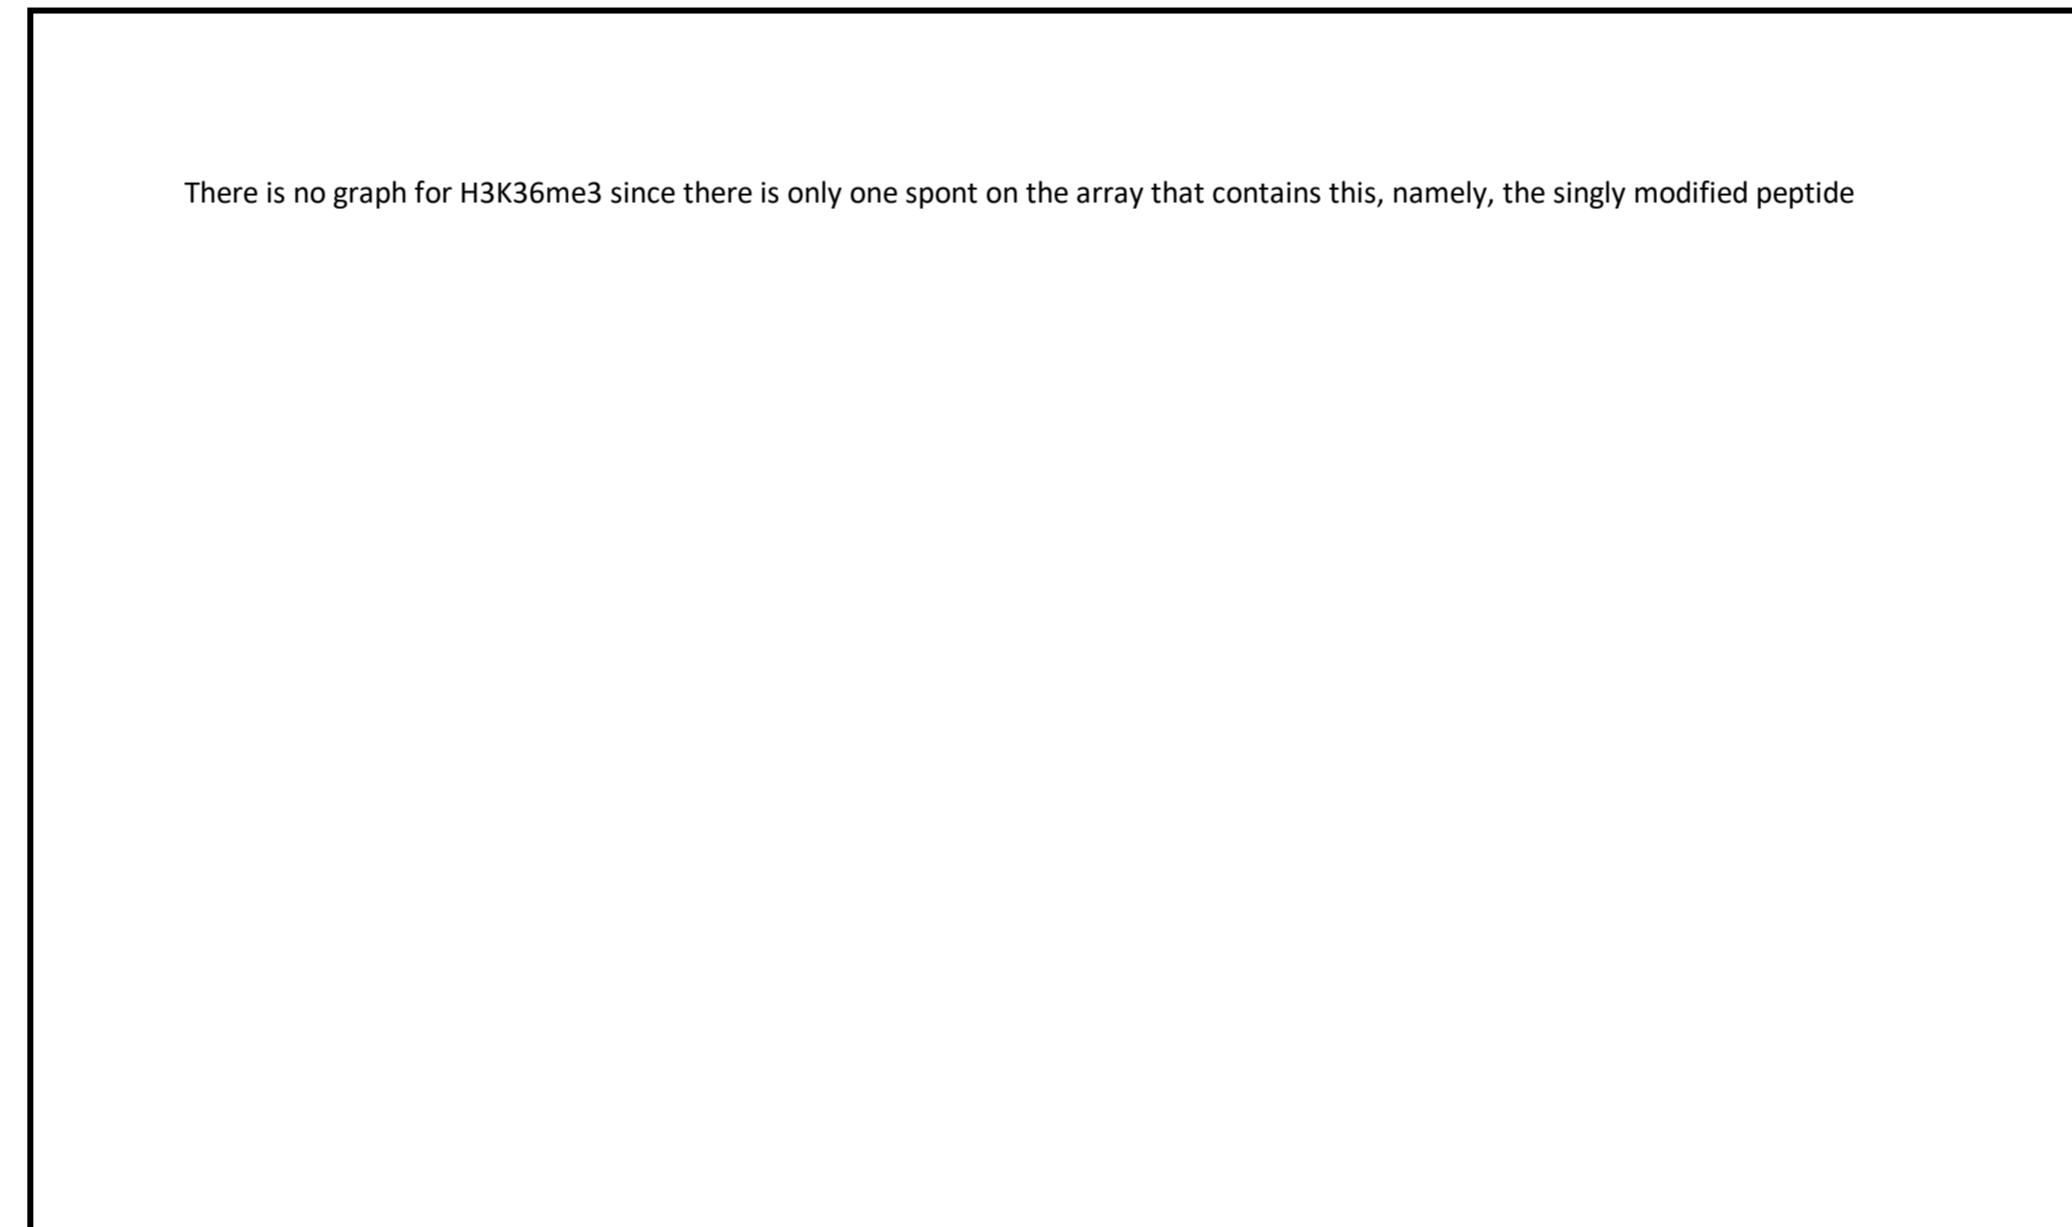 There is no graph for H3K36me3 since there is only one spont on the array that contains this, namely, the singly modified peptide